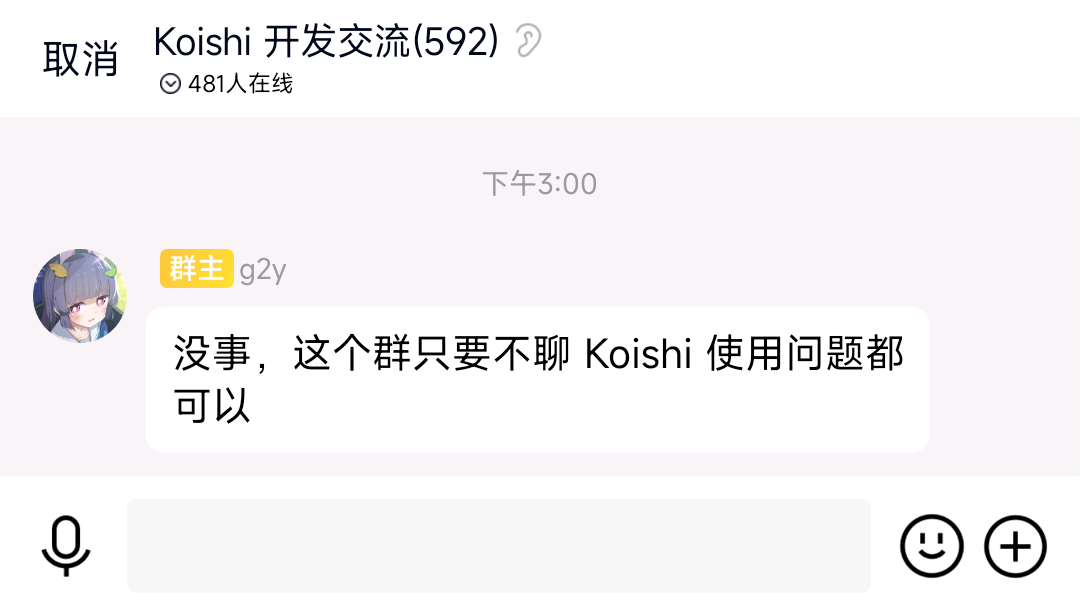 取消
Koishi 开发交流(592)
481人在线
下午3:00
群主 g2y
没事，这个群只要不聊 Koishi 使用问题都
可以